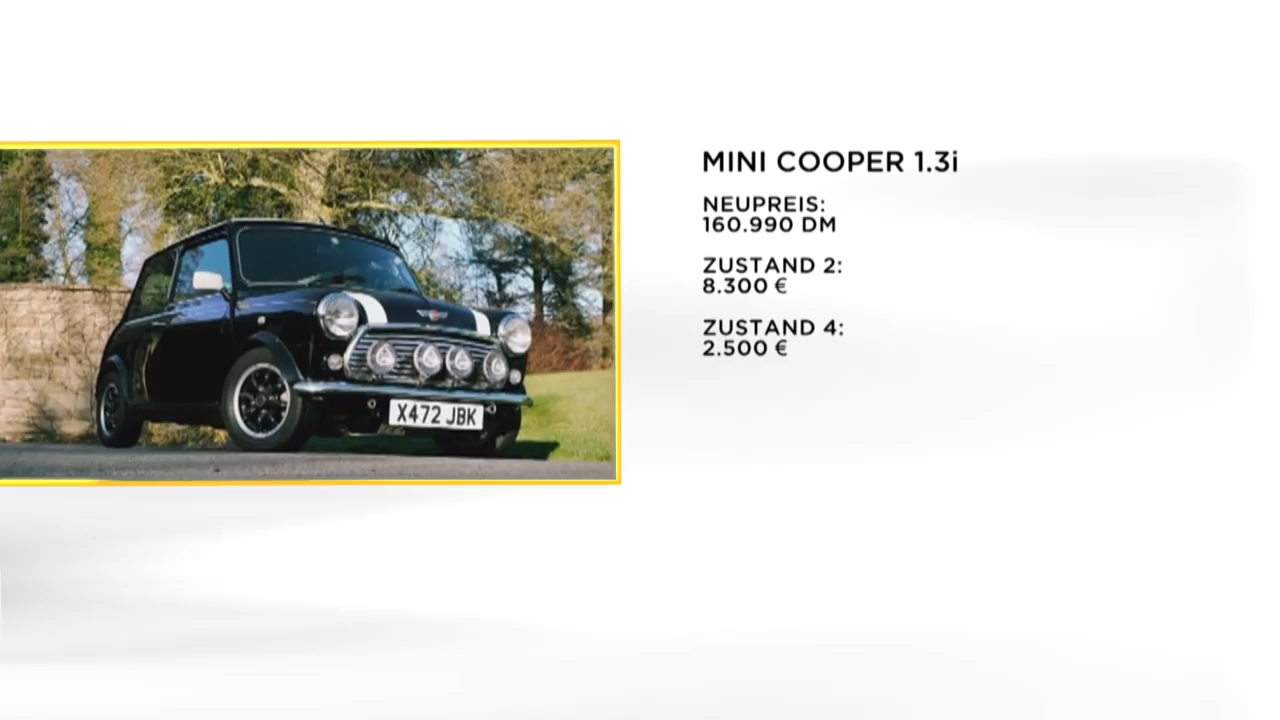 MINI COOPER 1.3i
NEUPREIS:
160.990 DM
ZUSTAND 2:
8.300 €
ZUSTAND 4:
2.500 €
X472 JBK